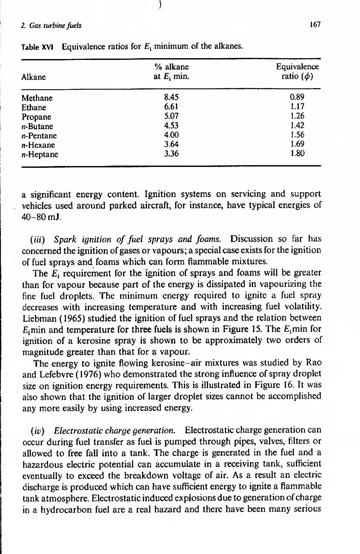 2. Gas turbine fuels
167
Table XVI Equivalence ratios for E₁ minimum of the alkanes.
Alkane % alkane at E₁ min. Equivalence ratio (ϕ)
Methane 8.45 0.89
Ethane 6.61 1.17
Propane 5.07 1.26
n-Butane 4.53 1.42
n-Pentane 4.00 1.56
n-Hexane 3.64 1.69
n-Heptane 3.36 1.80
a significant energy content. Ignition systems on servicing and support
vehicles used around parked aircraft, for instance, have typical energies of
40–80 mJ.
(iii) Spark ignition of fuel sprays and foams. Discussion so far has
concerned the ignition of gases or vapours; a special case exists for the ignition
of fuel sprays and foams which can form flammable mixtures.
The E₁ requirement for the ignition of sprays and foams will be greater
than for vapour because part of the energy is dissipated in vapourizing the
fine fuel droplets. The minimum energy required to ignite a fuel spray
decreases with increasing temperature and with increasing fuel volatility.
Liebman (1965) studied the ignition of fuel sprays and the relation between
E₁min and temperature for three fuels is shown in Figure 15. The E₁min for
ignition of a kerosine spray is shown to be approximately two orders of
magnitude greater than that for a vapour.
The energy to ignite flowing kerosine–air mixtures was studied by Rao
and Lefebvre (1976) who demonstrated the strong influence of spray droplet
size on ignition energy requirements. This is illustrated in Figure 16. It was
also shown that the ignition of larger droplet sizes cannot be accomplished
any more easily by using increased energy.
(iv) Electrostatic charge generation. Electrostatic charge generation can
occur during fuel transfer as fuel is pumped through pipes, valves, filters or
allowed to free fall into a tank. The charge is generated in the fuel and a
hazardous electric potential can accumulate in a receiving tank, sufficient
eventually to exceed the breakdown voltage of air. As a result an electric
discharge is produced which can have sufficient energy to ignite a flammable
tank atmosphere. Electrostatic induced explosions due to generation of charge
in a hydrocarbon fuel are a real hazard and there have been many serious